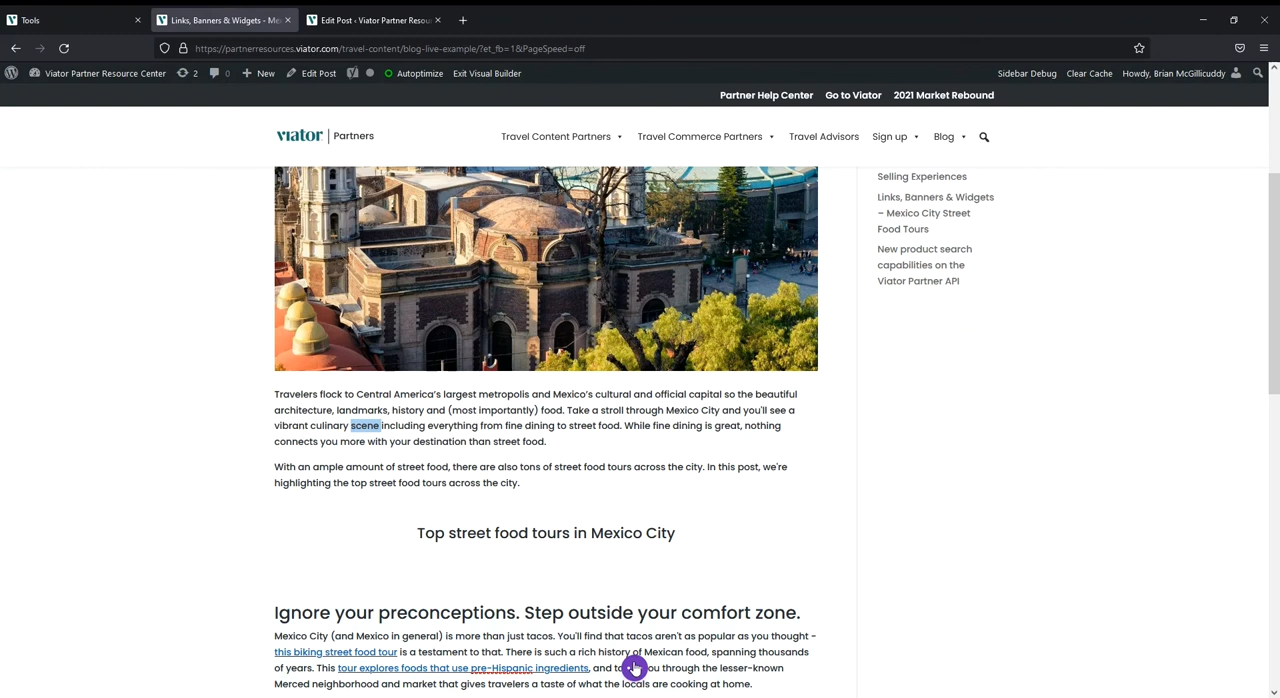 Tools
Links, Banners & Widgets - Me
Edit Post ‹ Viator Partner Resour
https://partnerresources.viator.com/travel-content/blog-live-example/?et_fb=1&PageSpeed=off
Viator Partner Resource Center 2 0 New Edit Post Autoptimize Exit Visual Builder Sidebar Debug Clear Cache Howdy, Brian McGillicuddy
Partner Help Center Go to Viator 2021 Market Rebound
viator | Partners Travel Content Partners Travel Commerce Partners Travel Advisors Sign up Blog
Selling Experiences
Links, Banners & Widgets
– Mexico City Street
Food Tours
New product search
capabilities on the
Viator Partner API
Travelers flock to Central America's largest metropolis and Mexico's cultural and official capital so the beautiful
architecture, landmarks, history and (most importantly) food. Take a stroll through Mexico City and you'll see a
vibrant culinary scene including everything from fine dining to street food. While fine dining is great, nothing
connects you more with your destination than street food.
With an ample amount of street food, there are also tons of street food tours across the city. In this post, we're
highlighting the top street food tours across the city.
Top street food tours in Mexico City
Ignore your preconceptions. Step outside your comfort zone.
Mexico City (and Mexico in general) is more than just tacos. You'll find that tacos aren't as popular as you thought -
this biking street food tour is a testament to that. There is such a rich history of Mexican food, spanning thousands
of years. This tour explores foods that use pre-Hispanic ingredients, and you through the lesser-known
Merced neighborhood and market that gives travelers a taste of what the locals are cooking at home.